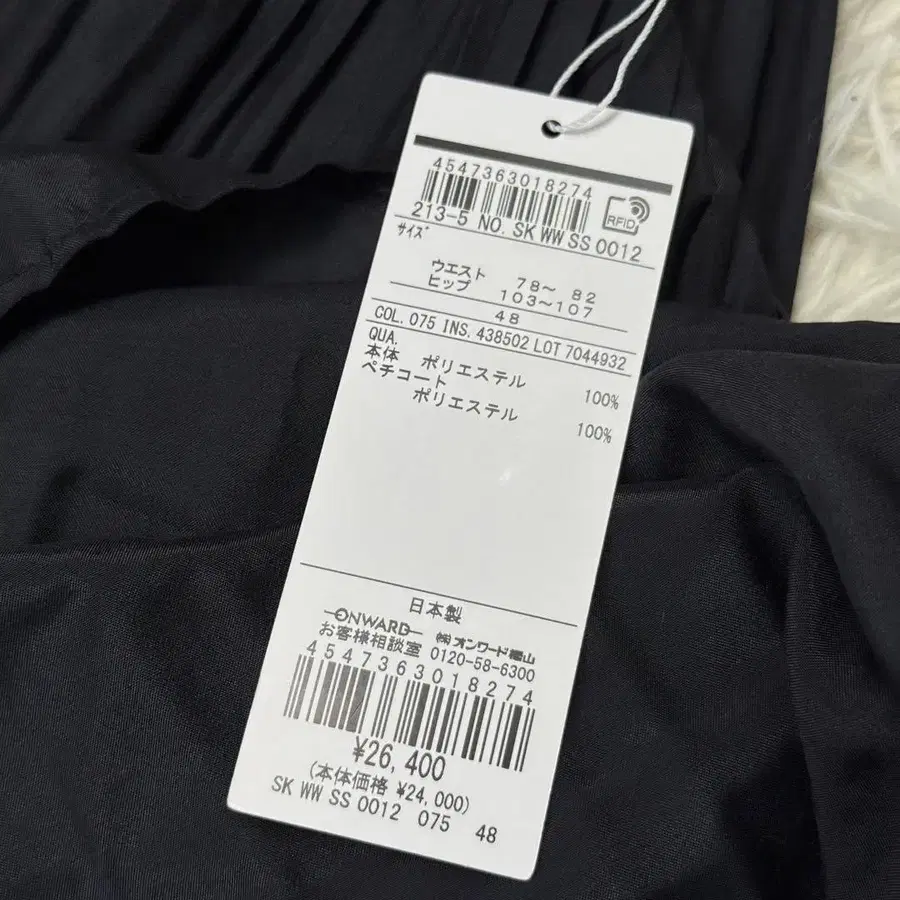 4547363018274
RFID
213-5 NO. SK WW SS 0012
サイズ
ウエスト 78～ 82
ヒップ 103～107
48
COL. 075 INS. 438502 LOT 7044932
QUA.
本体 ポリエステル 100%
ペチコート
ポリエステル 100%
日本製
ONWARD ㈱オンワード樫山
お客様相談室 0120-58-6300
4547363018274
¥26,400
(本体価格 ¥24,000)
SK WW SS 0012 075 48